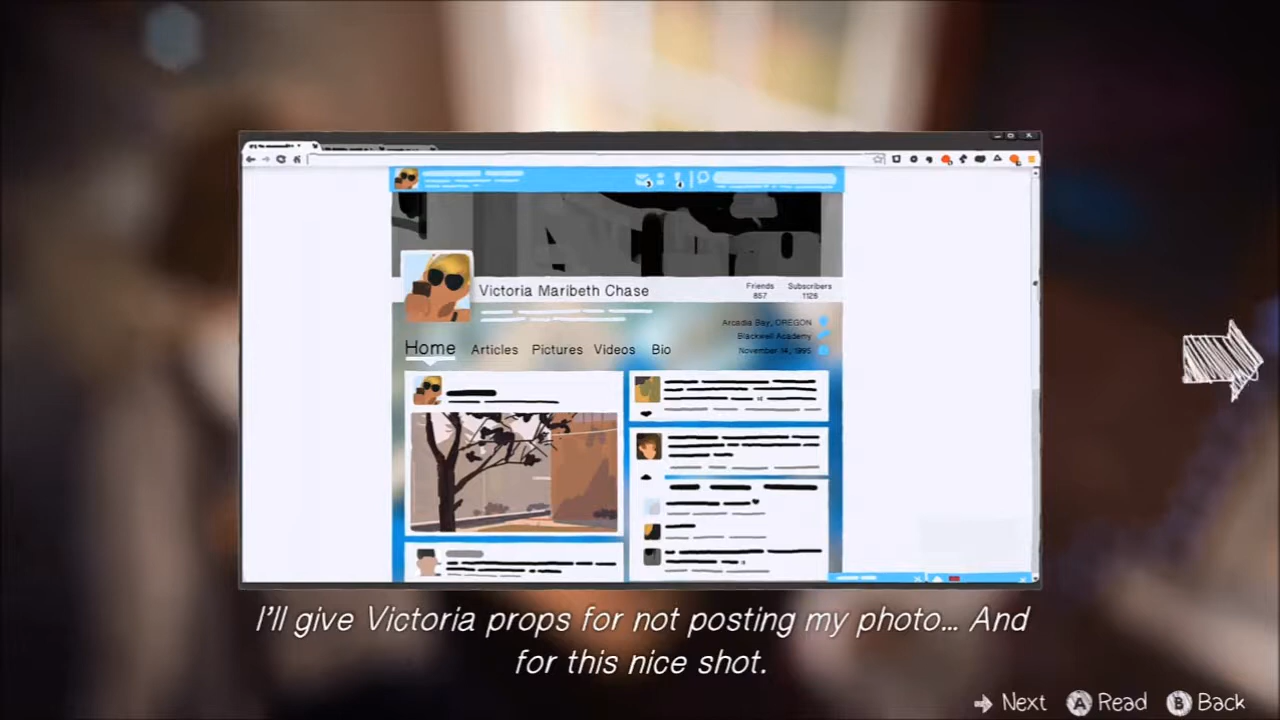 Victoria Maribeth Chase
Friends
857
Subscribers
1126
Arcadia Bay, OREGON
Blackwell Academy
November 14, 1995
Home Articles Pictures Videos Bio
I'll give Victoria props for not posting my photo... And
for this nice shot.
Next A Read B Back